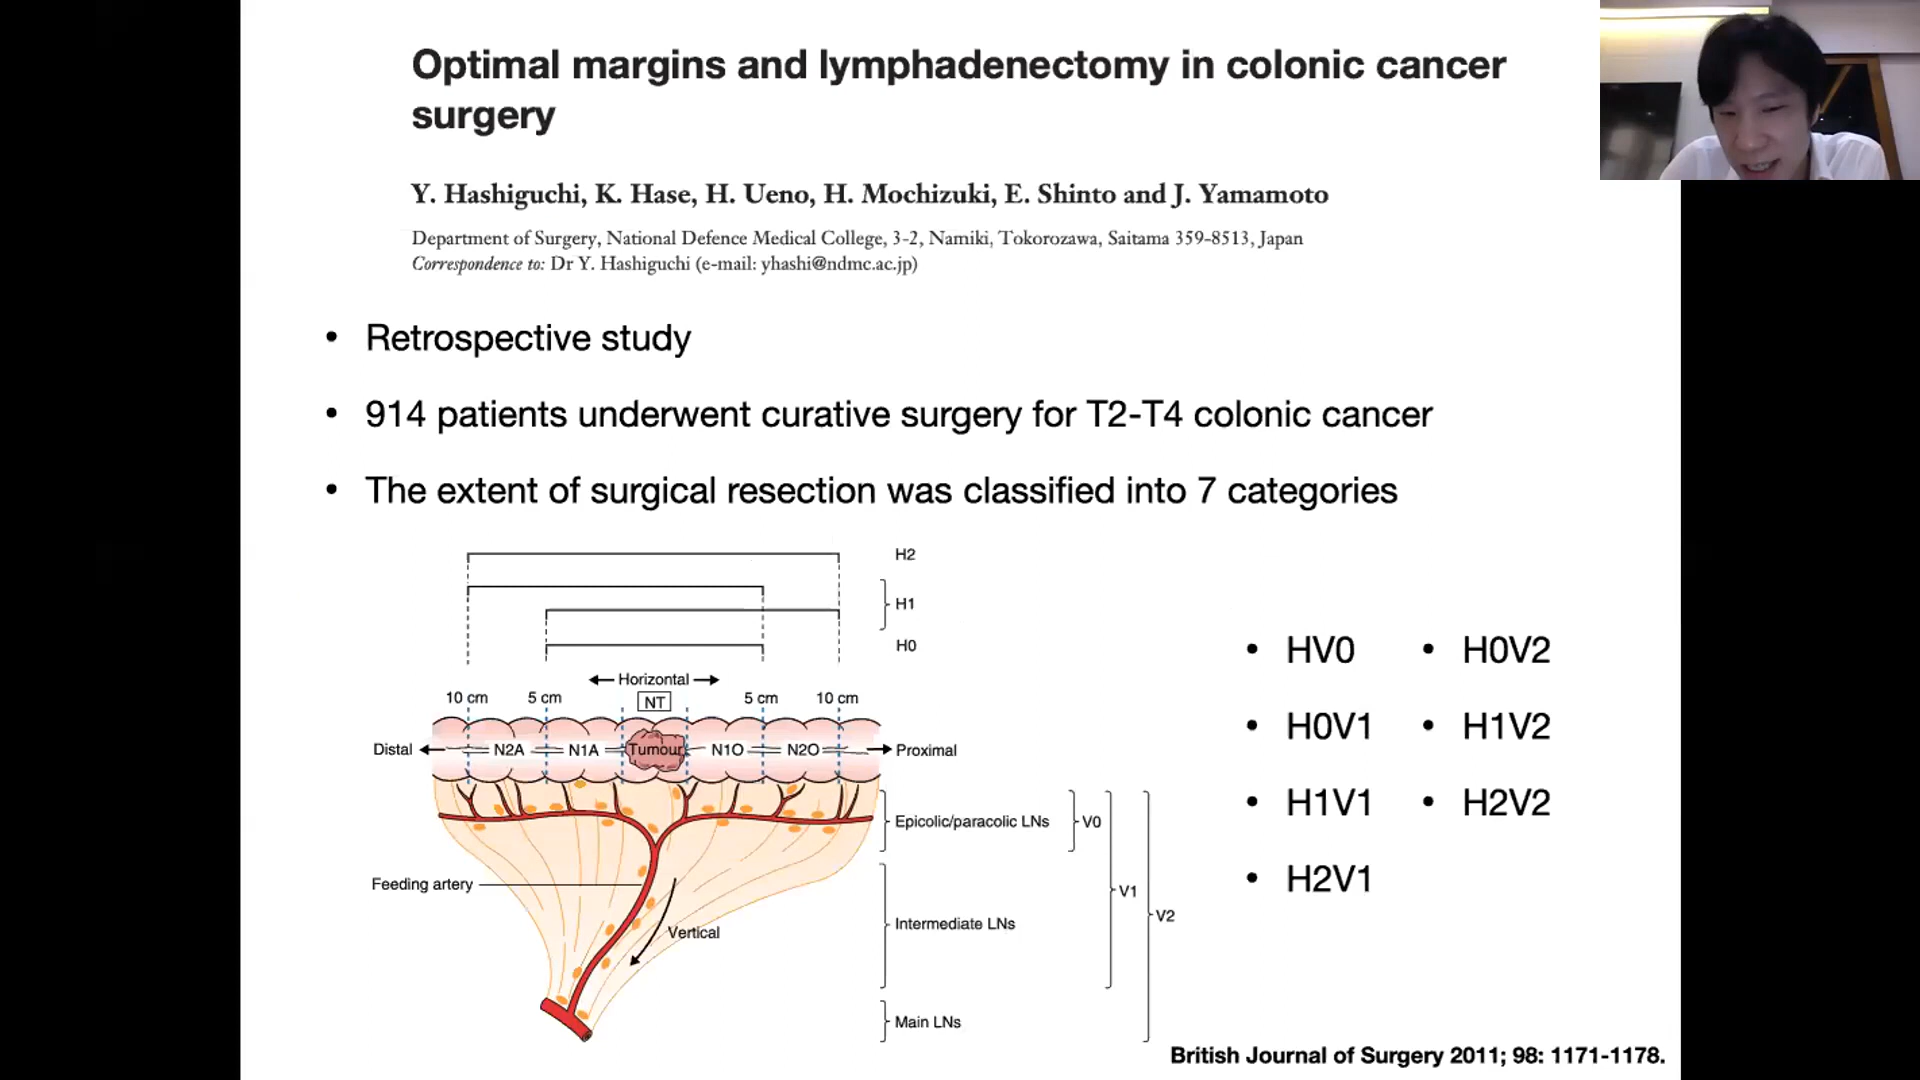 Optimal margins and lymphadenectomy in colonic cancer
surgery
Y. Hashiguchi, K. Hase, H. Ueno, H. Mochizuki, E. Shinto and J. Yamamoto
Department of Surgery, National Defence Medical College, 3-2, Namiki, Tokorozawa, Saitama 359-8513, Japan
Correspondence to: Dr Y. Hashiguchi (e-mail: yhashi@ndmc.ac.jp)
• Retrospective study
• 914 patients underwent curative surgery for T2-T4 colonic cancer
• The extent of surgical resection was classified into 7 categories
H2
H1
H0
Horizontal
NT
10 cm 5 cm 5 cm 10 cm
Distal N2A N1A Tumour N1O N2O Proximal
Epicolic/paracolic LNs V0
Feeding artery
V1
V2
Intermediate LNs
Vertical
Main LNs
• HV0 • H0V2
• H0V1 • H1V2
• H1V1 • H2V2
• H2V1
British Journal of Surgery 2011; 98: 1171-1178.